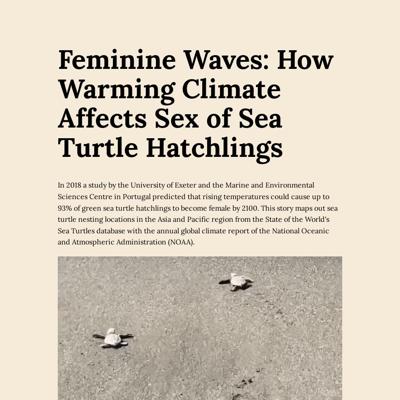 Feminine Waves: How
Warming Climate
Affects Sex of Sea
Turtle Hatchlings
In 2018 a study by the University of Exeter and the Marine and Environmental
Sciences Centre in Portugal predicted that rising temperatures could cause up to
93% of green sea turtle hatchlings to become female by 2100. This story maps out sea
turtle nesting locations in the Asia and Pacific region from the State of the World's
Sea Turtles database with the annual global climate report of the National Oceanic
and Atmospheric Administration (NOAA).